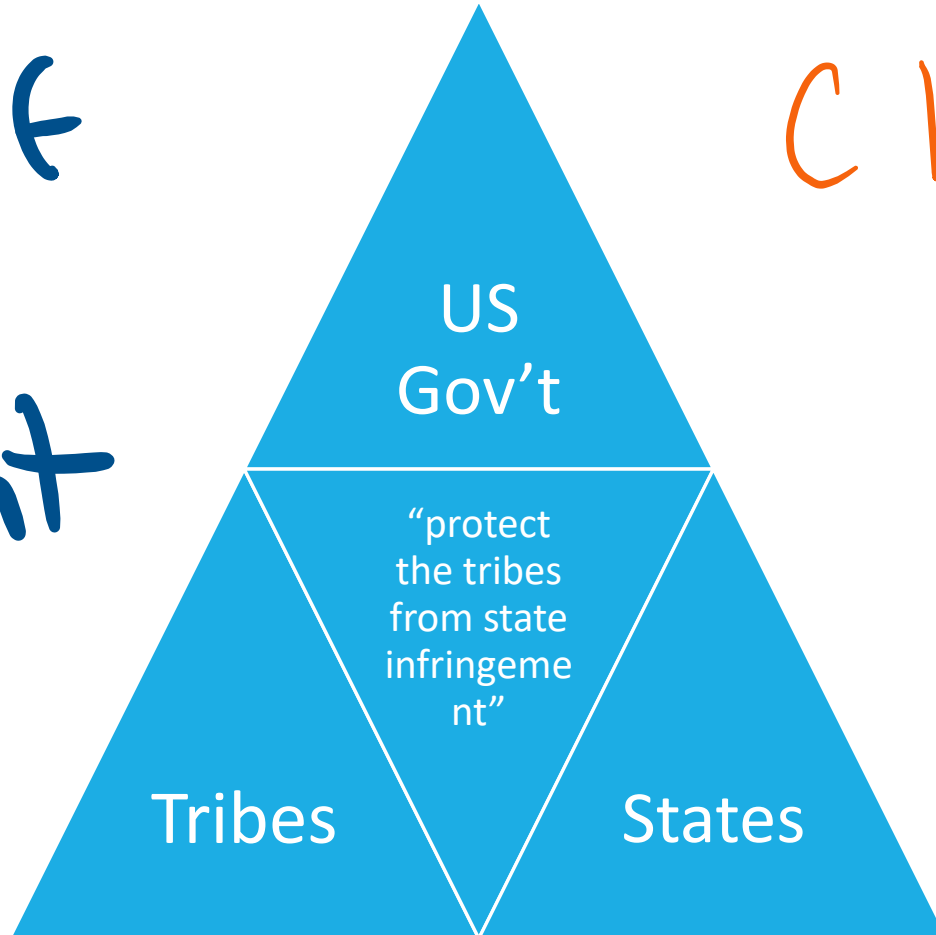 US
Gov’t
“protect
the tribes
from state
infringeme
nt”
Tribes
States